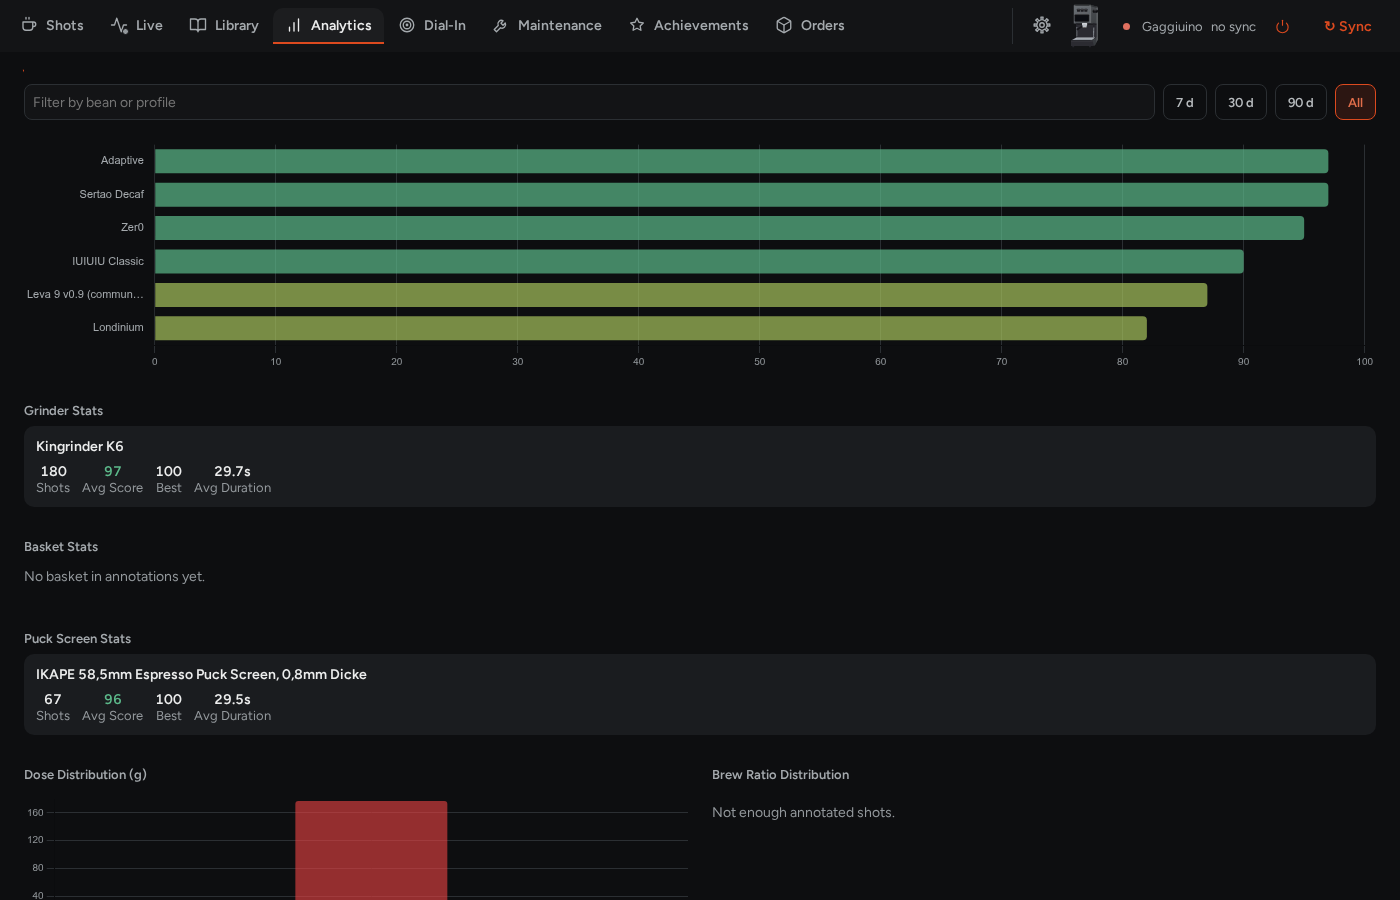 Shots Live Library Analytics Dial-In Maintenance Achievements Orders Gaggiuino no sync ↻ Sync
Filter by bean or profile 7 d 30 d 90 d All
Adaptive
Sertao Decaf
Zer0
IUIUIU Classic
Leva 9 v0.9 (commun…
Londinium
0 10 20 30 40 50 60 70 80 90 100
Grinder Stats
Kingrinder K6
180 97 100 29.7s
Shots Avg Score Best Avg Duration
Basket Stats
No basket in annotations yet.
Puck Screen Stats
IKAPE 58,5mm Espresso Puck Screen, 0,8mm Dicke
67 96 100 29.5s
Shots Avg Score Best Avg Duration
Dose Distribution (g) Brew Ratio Distribution
160 Not enough annotated shots.
120
80
40